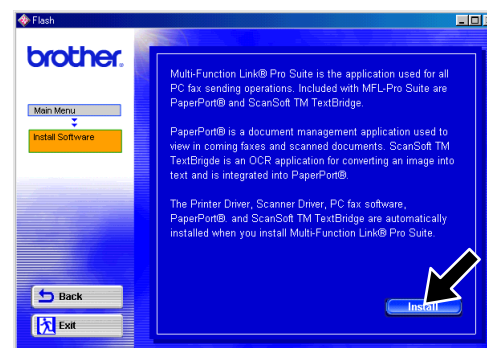 Flash
brother.
Main Menu
Install Software
Multi-Function Link® Pro Suite is the application used for all
PC fax sending operations. Included with MFL-Pro Suite are
PaperPort® and ScanSoft TM TextBridge.
PaperPort® is a document management application used to
view in coming faxes and scanned documents. ScanSoft TM
TextBrigde is an OCR application for converting an image into
text and is integrated into PaperPort®.
The Printer Driver, Scanner Driver, PC fax software,
PaperPort®. and ScanSoft TM TextBridge are automatically
installed when you install Multi-Function Link® Pro Suite.
Back
Install
Exit